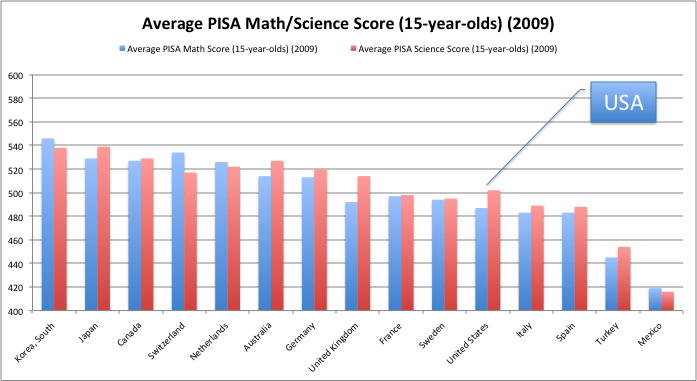 Average PISA Math/Science Score (15-year-olds) (2009)
Average PISA Math Score (15-year-olds) (2009) Average PISA Science Score (15-year-olds) (2009)
USA
600
580
560
540
520
500
480
460
440
420
400
Korea, South
Japan
Canada
Switzerland
Netherlands
Australia
Germany
United Kingdom
France
Sweden
United States
Italy
Spain
Turkey
Mexico